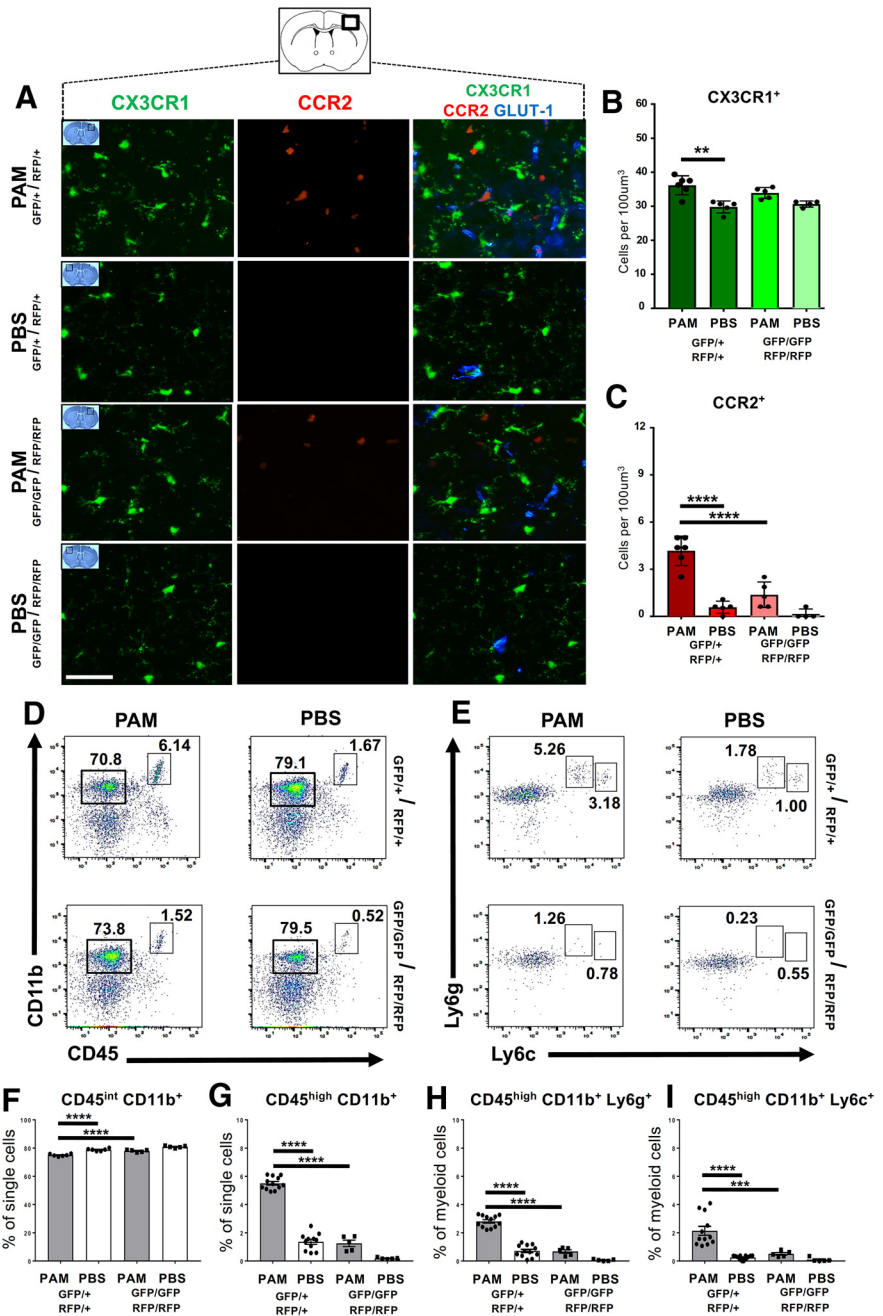 A
CX3CR1
CCR2
CX3CR1
CCR2 GLUT-1
PAM
GFP/+ / RFP/+
PBS
GFP/+ / RFP/+
PAM
GFP/GFP / RFP/RFP
PBS
GFP/GFP / RFP/RFP
B
CX3CR1+
Cells per 100um3
60
50
40
30
20
10
0
**
PAM PBS PAM PBS
GFP/+ GFP/GFP
RFP/+ RFP/RFP
C
CCR2+
Cells per 100um3
12
9
6
3
0
****
****
PAM PBS PAM PBS
GFP/+ GFP/GFP
RFP/+ RFP/RFP
D
PAM PBS
70.8 6.14
79.1 1.67
GFP/+ / RFP/+
73.8 1.52
79.5 0.52
GFP/GFP / RFP/RFP
CD11b
CD45
E
PAM PBS
5.26 3.18
1.78 1.00
GFP/+ / RFP/+
1.26 0.78
0.23 0.55
GFP/GFP / RFP/RFP
Ly6g
Ly6c
F
CD45int CD11b+
% of single cells
100
80
60
40
20
0
****
****
PAM PBS PAM PBS
GFP/+ GFP/GFP
RFP/+ RFP/RFP
G
CD45high CD11b+
% of single cells
10
8
6
4
2
0
****
****
PAM PBS PAM PBS
GFP/+ GFP/GFP
RFP/+ RFP/RFP
H
CD45high CD11b+ Ly6g+
% of myeloid cells
10
8
6
4
2
0
****
****
PAM PBS PAM PBS
GFP/+ GFP/GFP
RFP/+ RFP/RFP
I
CD45high CD11b+ Ly6c+
% of myeloid cells
10
8
6
4
2
0
****
***
PAM PBS PAM PBS
GFP/+ GFP/GFP
RFP/+ RFP/RFP